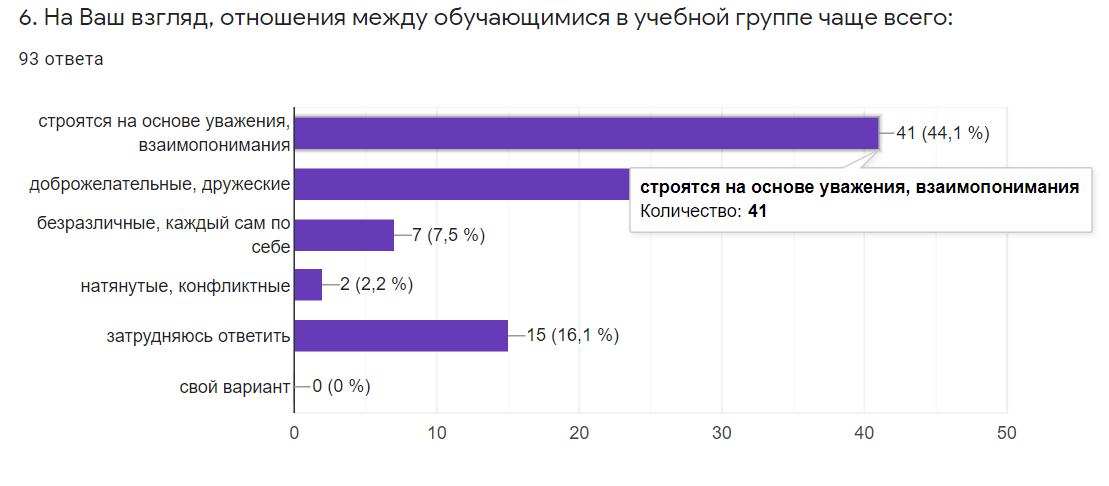 6. На Ваш взгляд, отношения между обучающимися в учебной группе чаще всего:
93 ответа
строятся на основе уважения,
взаимопонимания
41 (44,1 %)
доброжелательные, дружеские
строятся на основе уважения, взаимопонимания
Количество: 41
безразличные, каждый сам по
себе
7 (7,5 %)
натянутые, конфликтные
2 (2,2 %)
затрудняюсь ответить
15 (16,1 %)
свой вариант
0 (0 %)
0 10 20 30 40 50